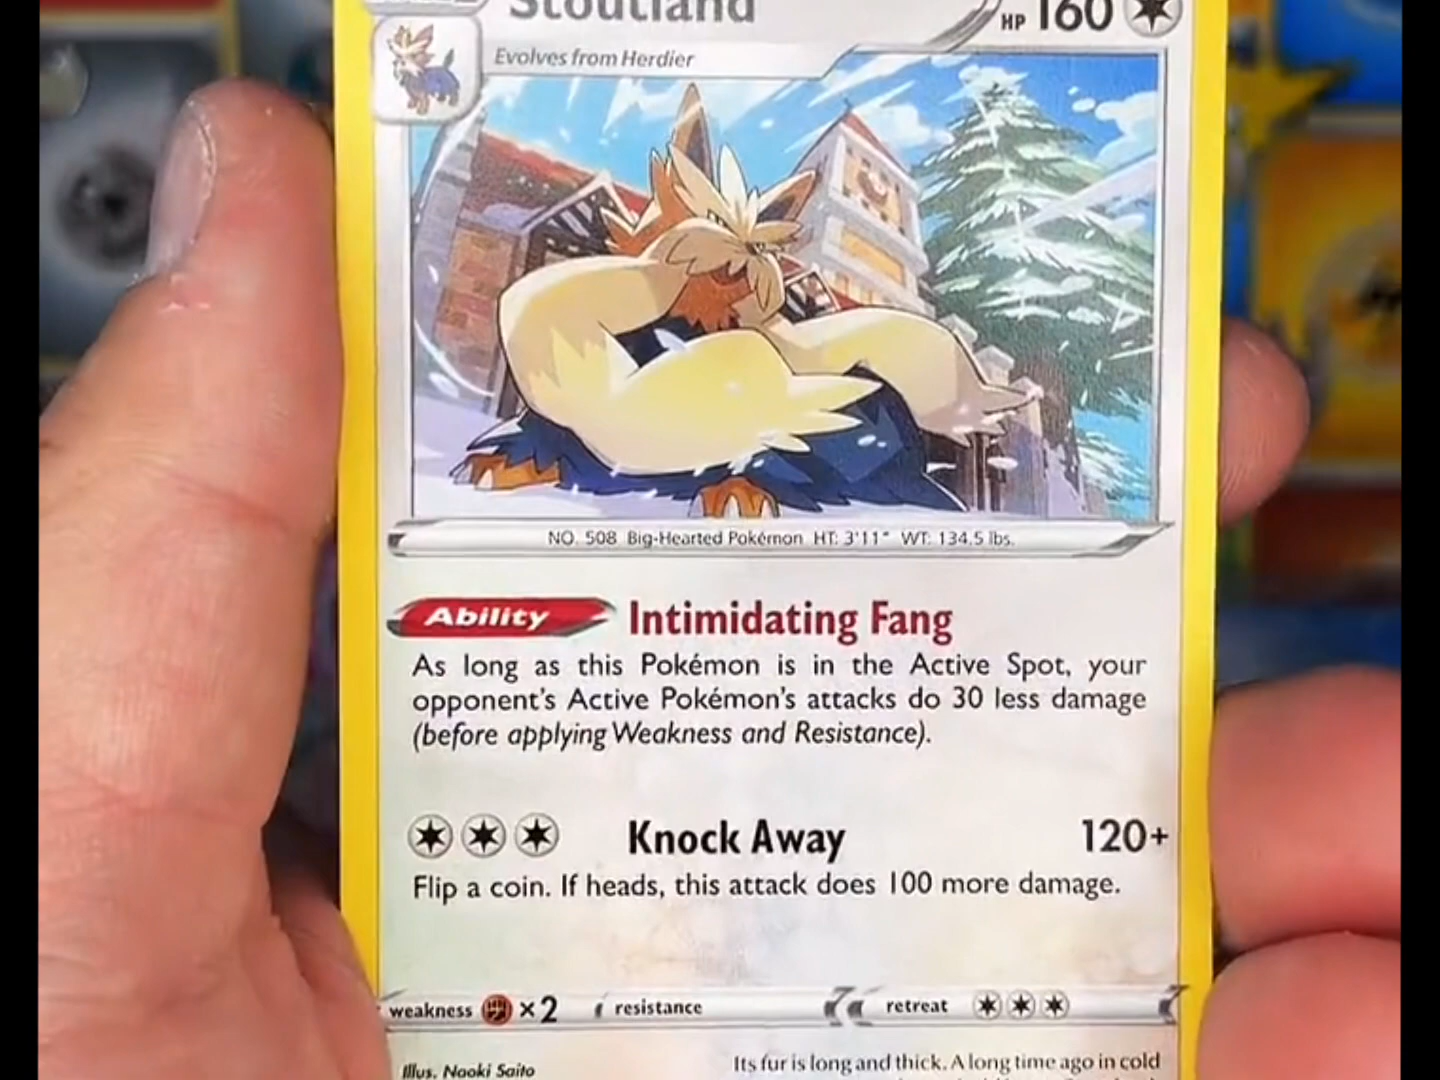 Stoutland HP 160
Evolves from Herdier
NO. 508 Big-Hearted Pokémon HT: 3'11" WT: 134.5 lbs.
Ability Intimidating Fang
As long as this Pokémon is in the Active Spot, your
opponent's Active Pokémon's attacks do 30 less damage
(before applying Weakness and Resistance).
Knock Away 120+
Flip a coin. If heads, this attack does 100 more damage.
weakness ×2 resistance retreat
Illus. Naoki Saito
Its fur is long and thick. A long time ago in cold